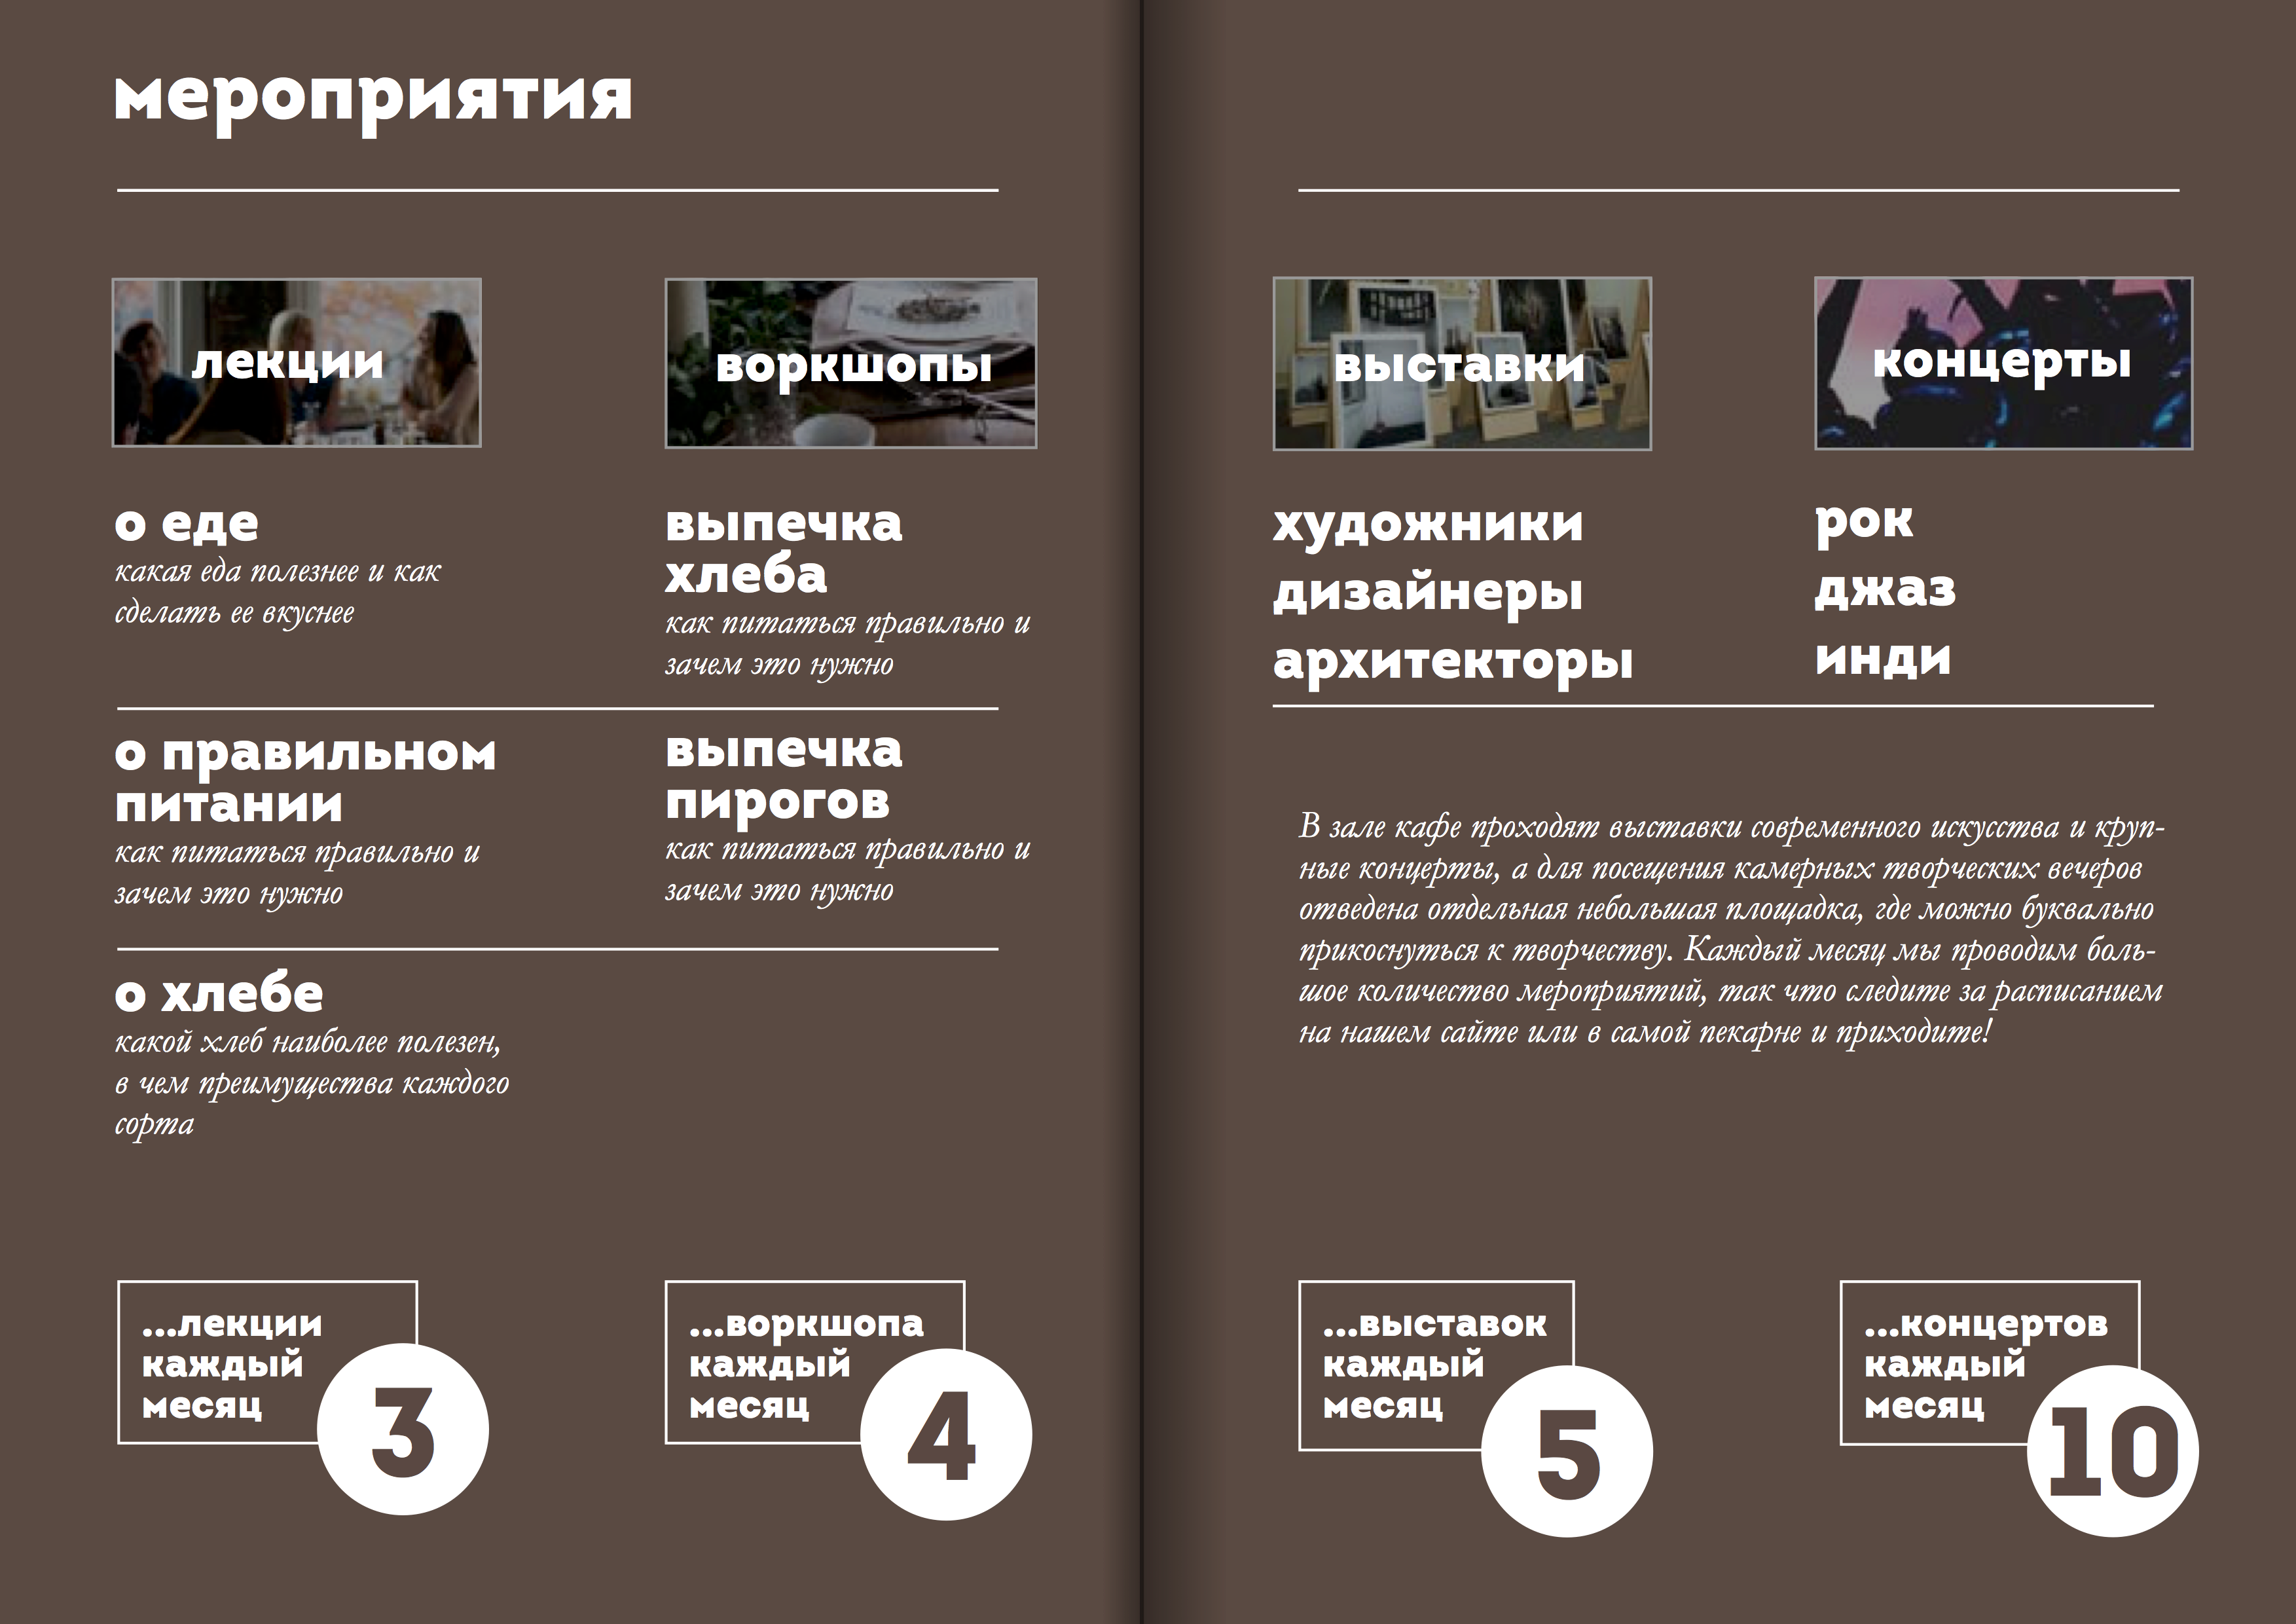 мероприятия
лекции
о еде
какая еда полезнее и как
сделать ее вкуснее
о правильном
питании
как питаться правильно и
зачем это нужно
о хлебе
какой хлеб наиболее полезен,
в чем преимущества каждого
сорта
воркшопы
выпечка
хлеба
как питаться правильно и
зачем это нужно
выпечка
пирогов
как питаться правильно и
зачем это нужно
...лекции
каждый
месяц
3
...воркшопа
каждый
месяц
4
выставки
художники
дизайнеры
архитекторы
концерты
рок
джаз
инди
В зале кафе проходят выставки современного искусства и круп-
ные концерты, а для посещения камерных творческих вечеров
отведена отдельная небольшая площадка, где можно буквально
прикоснуться к творчеству. Каждый месяц мы проводим боль-
шое количество мероприятий, так что следите за расписанием
на нашем сайте или в самой пекарне и приходите!
...выставок
каждый
месяц
5
...концертов
каждый
месяц
10